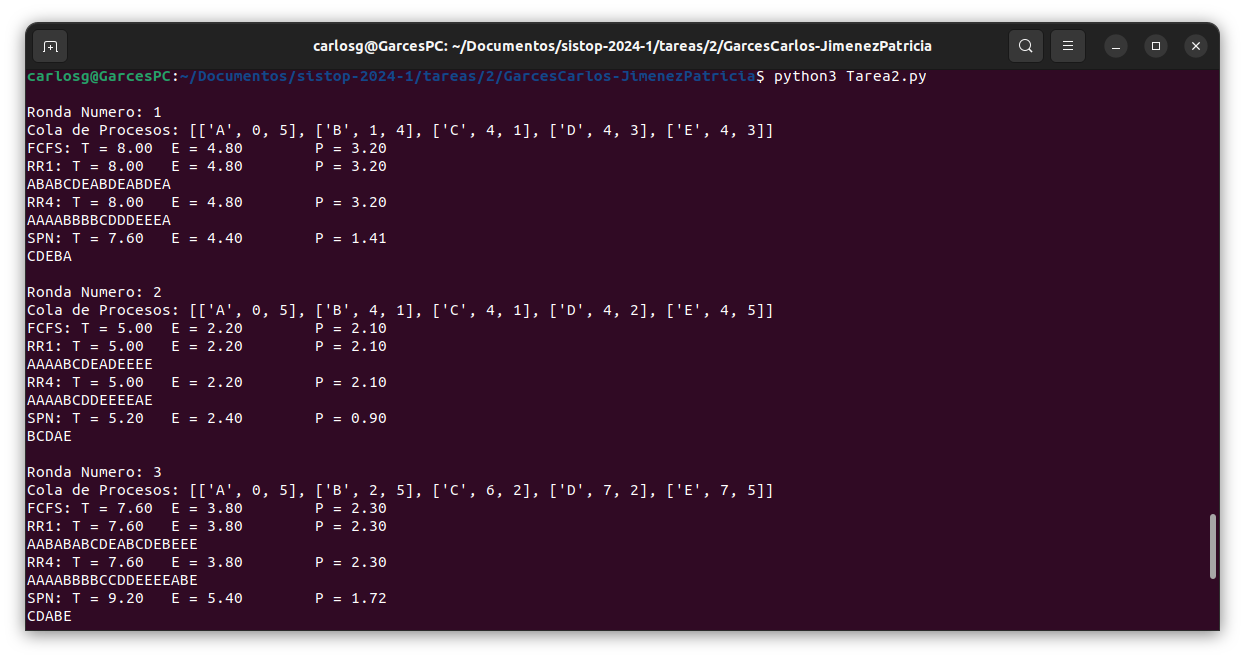 carlosg@GarcesPC: ~/Documentos/sistop-2024-1/tareas/2/GarcesCarlos-JimenezPatricia
carlosg@GarcesPC:~/Documentos/sistop-2024-1/tareas/2/GarcesCarlos-JimenezPatricia$ python3 Tarea2.py
Ronda Numero: 1
Cola de Procesos: [['A', 0, 5], ['B', 1, 4], ['C', 4, 1], ['D', 4, 3], ['E', 4, 3]]
FCFS: T = 8.00  E = 4.80        P = 3.20
RR1: T = 8.00   E = 4.80        P = 3.20
ABABCDEABDEABDEA
RR4: T = 8.00   E = 4.80        P = 3.20
AAAABBBBCDDDEEEA
SPN: T = 7.60   E = 4.40        P = 1.41
CDEBA
Ronda Numero: 2
Cola de Procesos: [['A', 0, 5], ['B', 4, 1], ['C', 4, 1], ['D', 4, 2], ['E', 4, 5]]
FCFS: T = 5.00  E = 2.20        P = 2.10
RR1: T = 5.00   E = 2.20        P = 2.10
AAAABCDEADEEEE
RR4: T = 5.00   E = 2.20        P = 2.10
AAAABCDDEEEEAE
SPN: T = 5.20   E = 2.40        P = 0.90
BCDAE
Ronda Numero: 3
Cola de Procesos: [['A', 0, 5], ['B', 2, 5], ['C', 6, 2], ['D', 7, 2], ['E', 7, 5]]
FCFS: T = 7.60  E = 3.80        P = 2.30
RR1: T = 7.60   E = 3.80        P = 2.30
AABABABCDEABCDEBEEE
RR4: T = 7.60   E = 3.80        P = 2.30
AAAABBBBCCDDEEEEABE
SPN: T = 9.20   E = 5.40        P = 1.72
CDABE